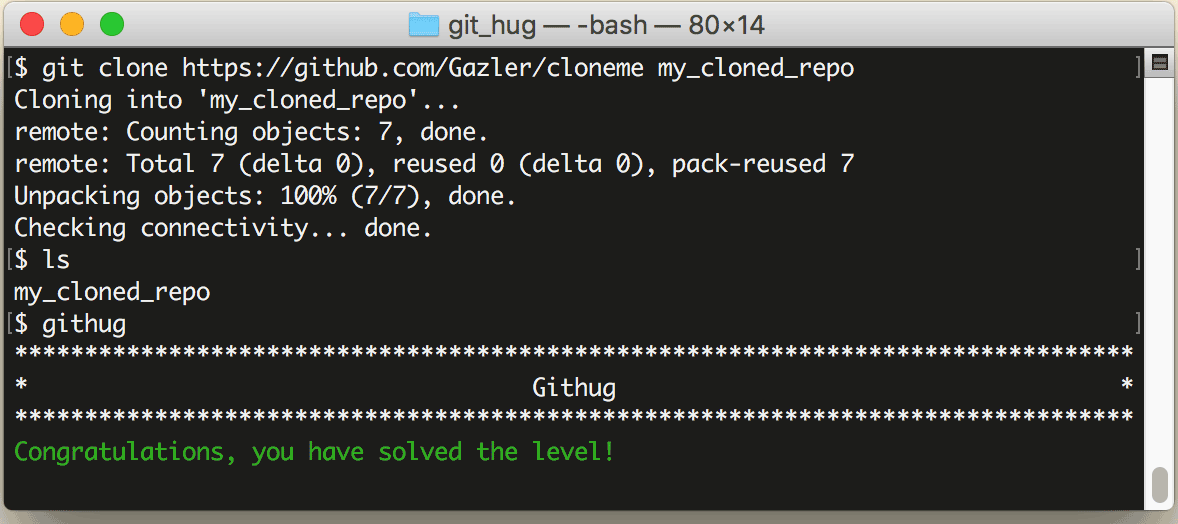 git_hug — -bash — 80×14
[$ git clone https://github.com/Gazler/cloneme my_cloned_repo ]
Cloning into 'my_cloned_repo'...
remote: Counting objects: 7, done.
remote: Total 7 (delta 0), reused 0 (delta 0), pack-reused 7
Unpacking objects: 100% (7/7), done.
Checking connectivity... done.
[$ ls ]
my_cloned_repo
[$ githug ]
********************************************************************************
*                                    Githug                                    *
********************************************************************************
Congratulations, you have solved the level!